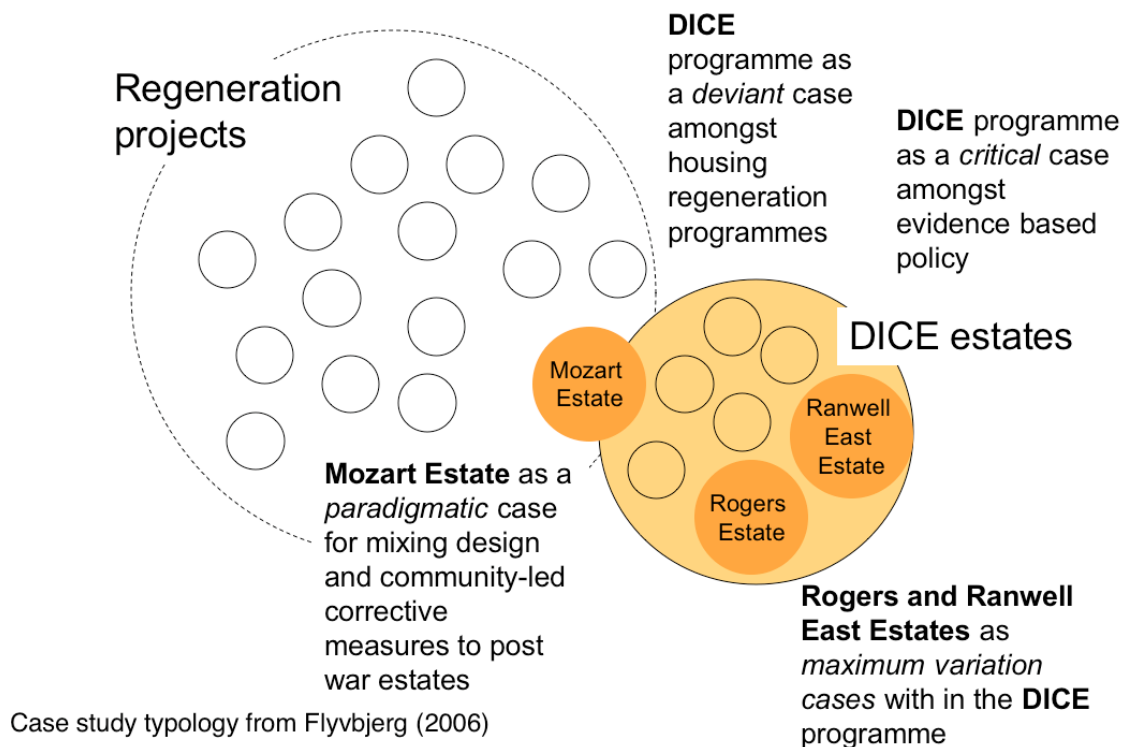 Regeneration
projects
DICE
programme as
a deviant case
amongst
housing
regeneration
programmes
DICE programme
as a critical case
amongst
evidence based
policy
DICE estates
Mozart
Estate
Ranwell
East
Estate
Rogers
Estate
Mozart Estate as a
paradigmatic case
for mixing design
and community-led
corrective
measures to post
war estates
Rogers and Ranwell
East Estates as
maximum variation
cases with in the DICE
programme
Case study typology from Flyvbjerg (2006)